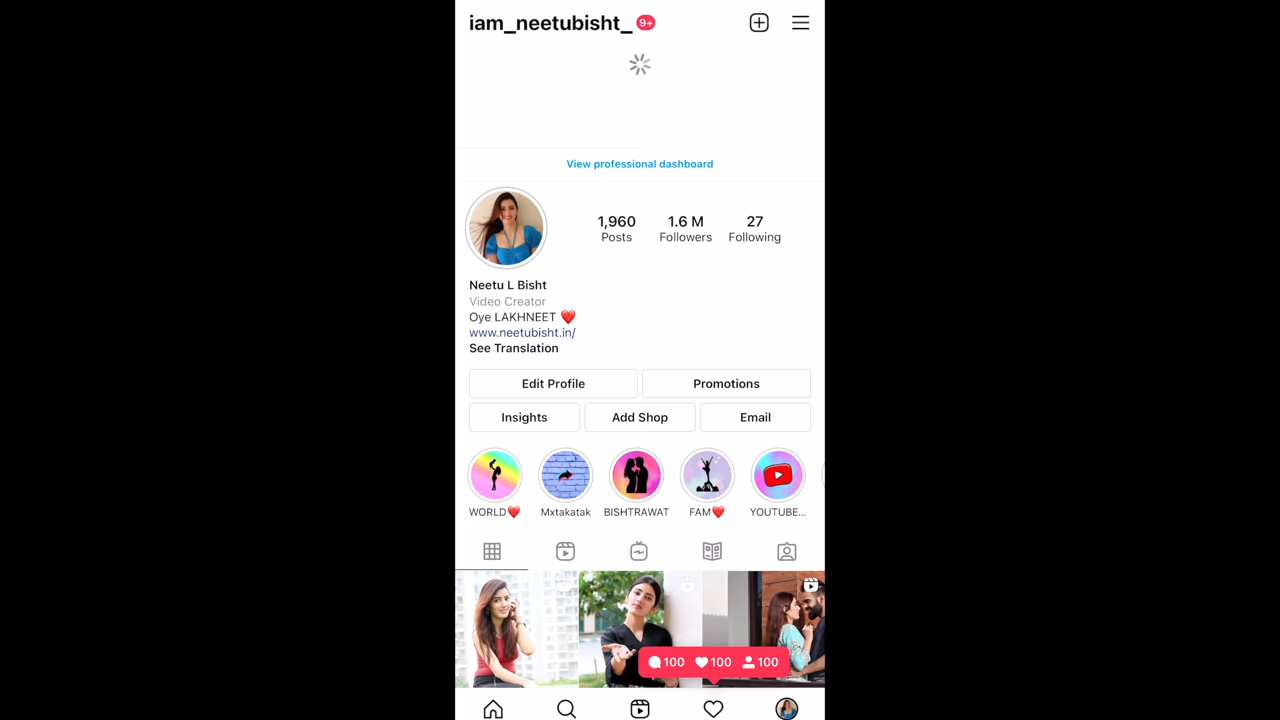 iam_neetubisht_ 9+
View professional dashboard
1,960 1.6 M 27
Posts Followers Following
Neetu L Bisht
Video Creator
Oye LAKHNEET ❤️
www.neetubisht.in/
See Translation
Edit Profile Promotions
Insights Add Shop Email
WORLD❤️ Mxtakatak BISHTRAWAT FAM❤️ YOUTUBE...
100 100 100